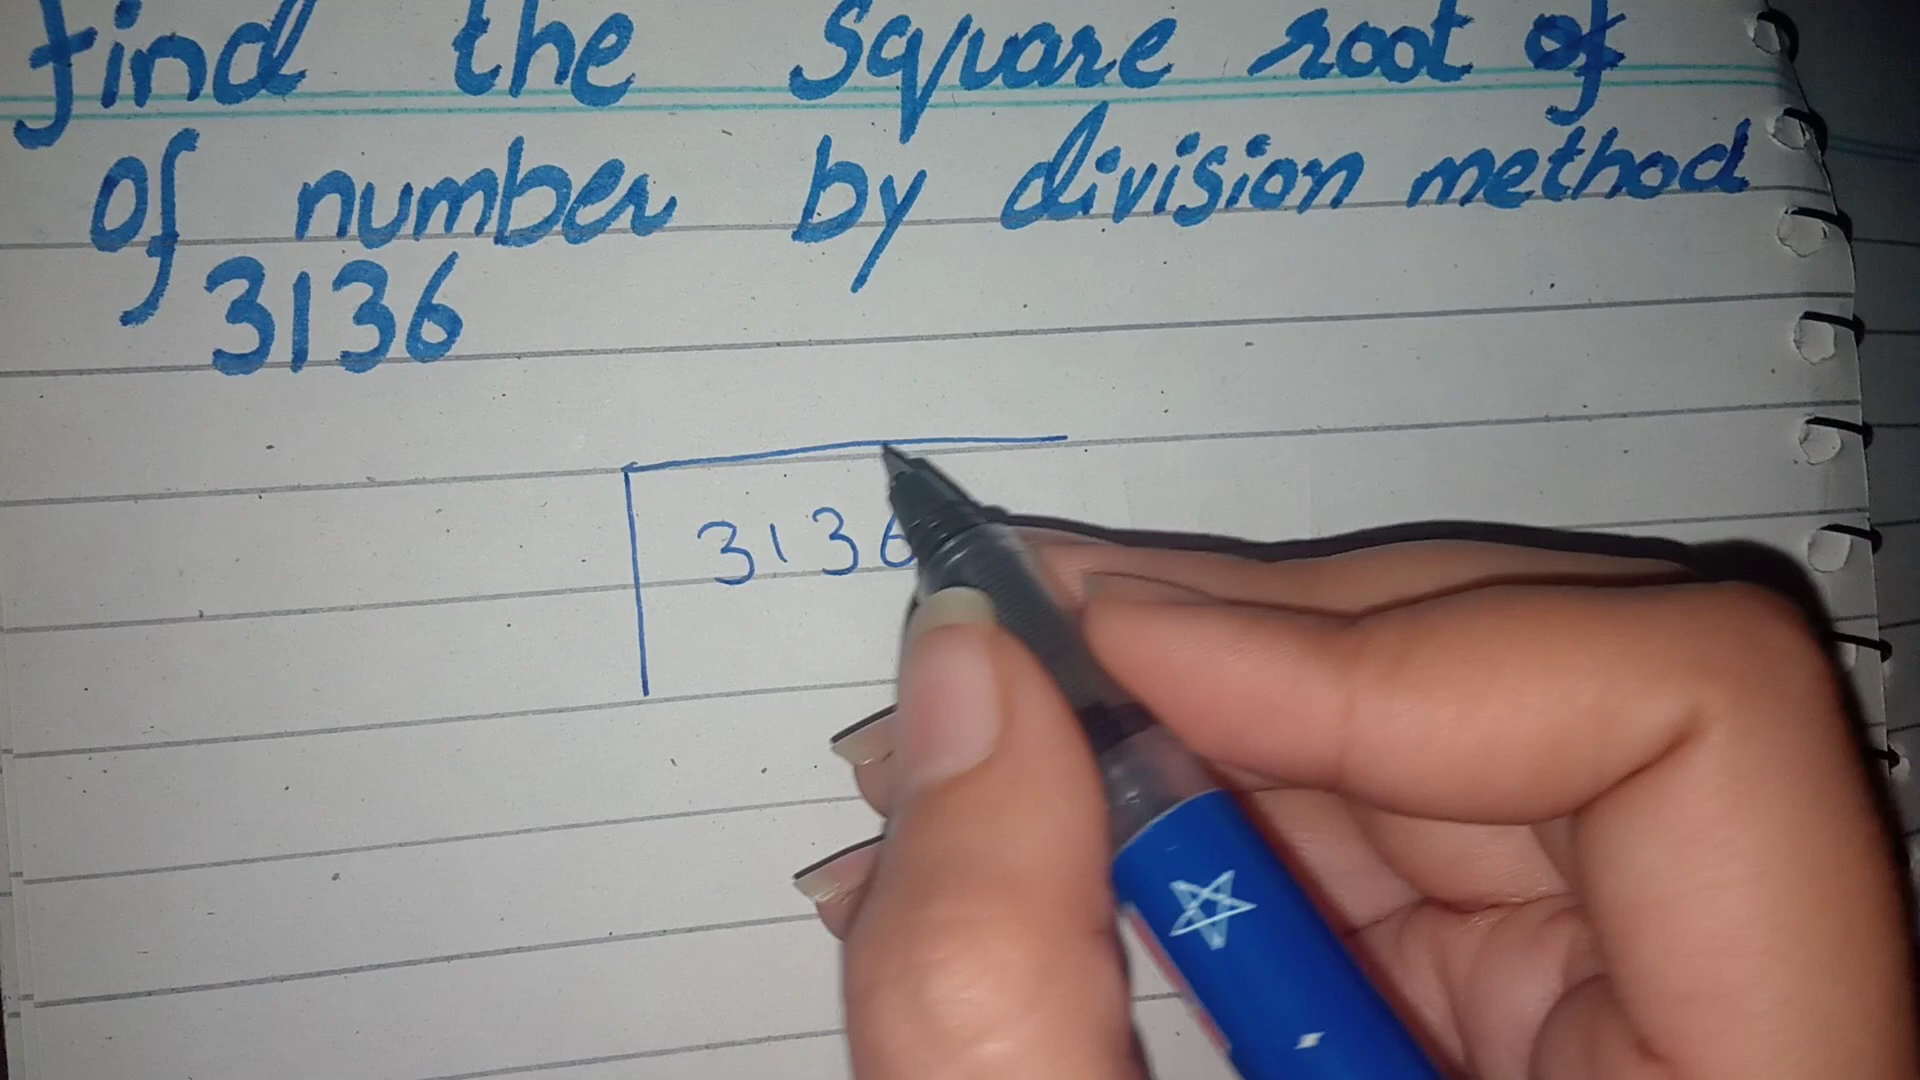 find the Square root of
of number by division method
3136
3136